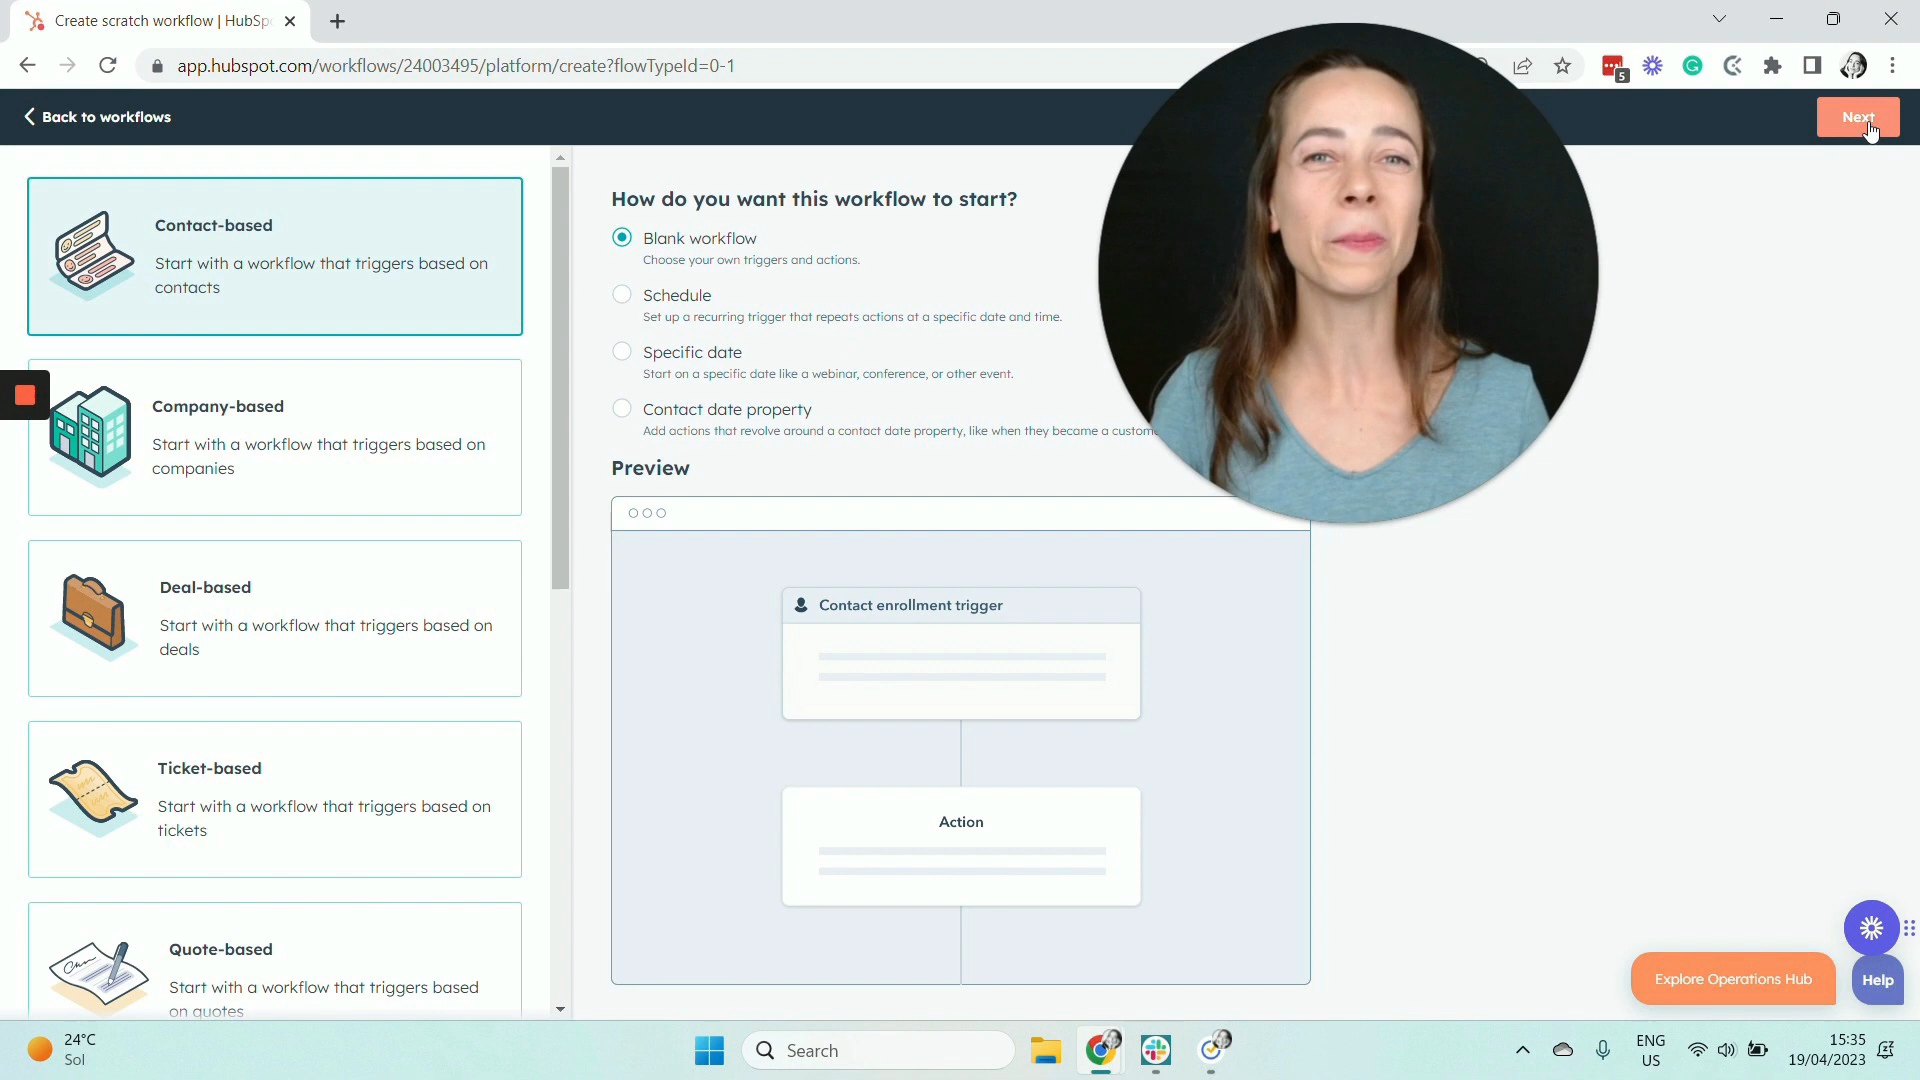 Create scratch workflow | HubSp
app.hubspot.com/workflows/24003495/platform/create?flowTypeId=0-1
5
Back to workflows
Next
Contact-based
Start with a workflow that triggers based on
contacts
Company-based
Start with a workflow that triggers based on
companies
Deal-based
Start with a workflow that triggers based on
deals
Ticket-based
Start with a workflow that triggers based on
tickets
Quote-based
Start with a workflow that triggers based
on quotes
How do you want this workflow to start?
Blank workflow
Choose your own triggers and actions.
Schedule
Set up a recurring trigger that repeats actions at a specific date and time.
Specific date
Start on a specific date like a webinar, conference, or other event.
Contact date property
Add actions that revolve around a contact date property, like when they became a custome
Preview
Contact enrollment trigger
Action
Explore Operations Hub
Help
24°C
Sol
Search
ENG
US
15:35
19/04/2023